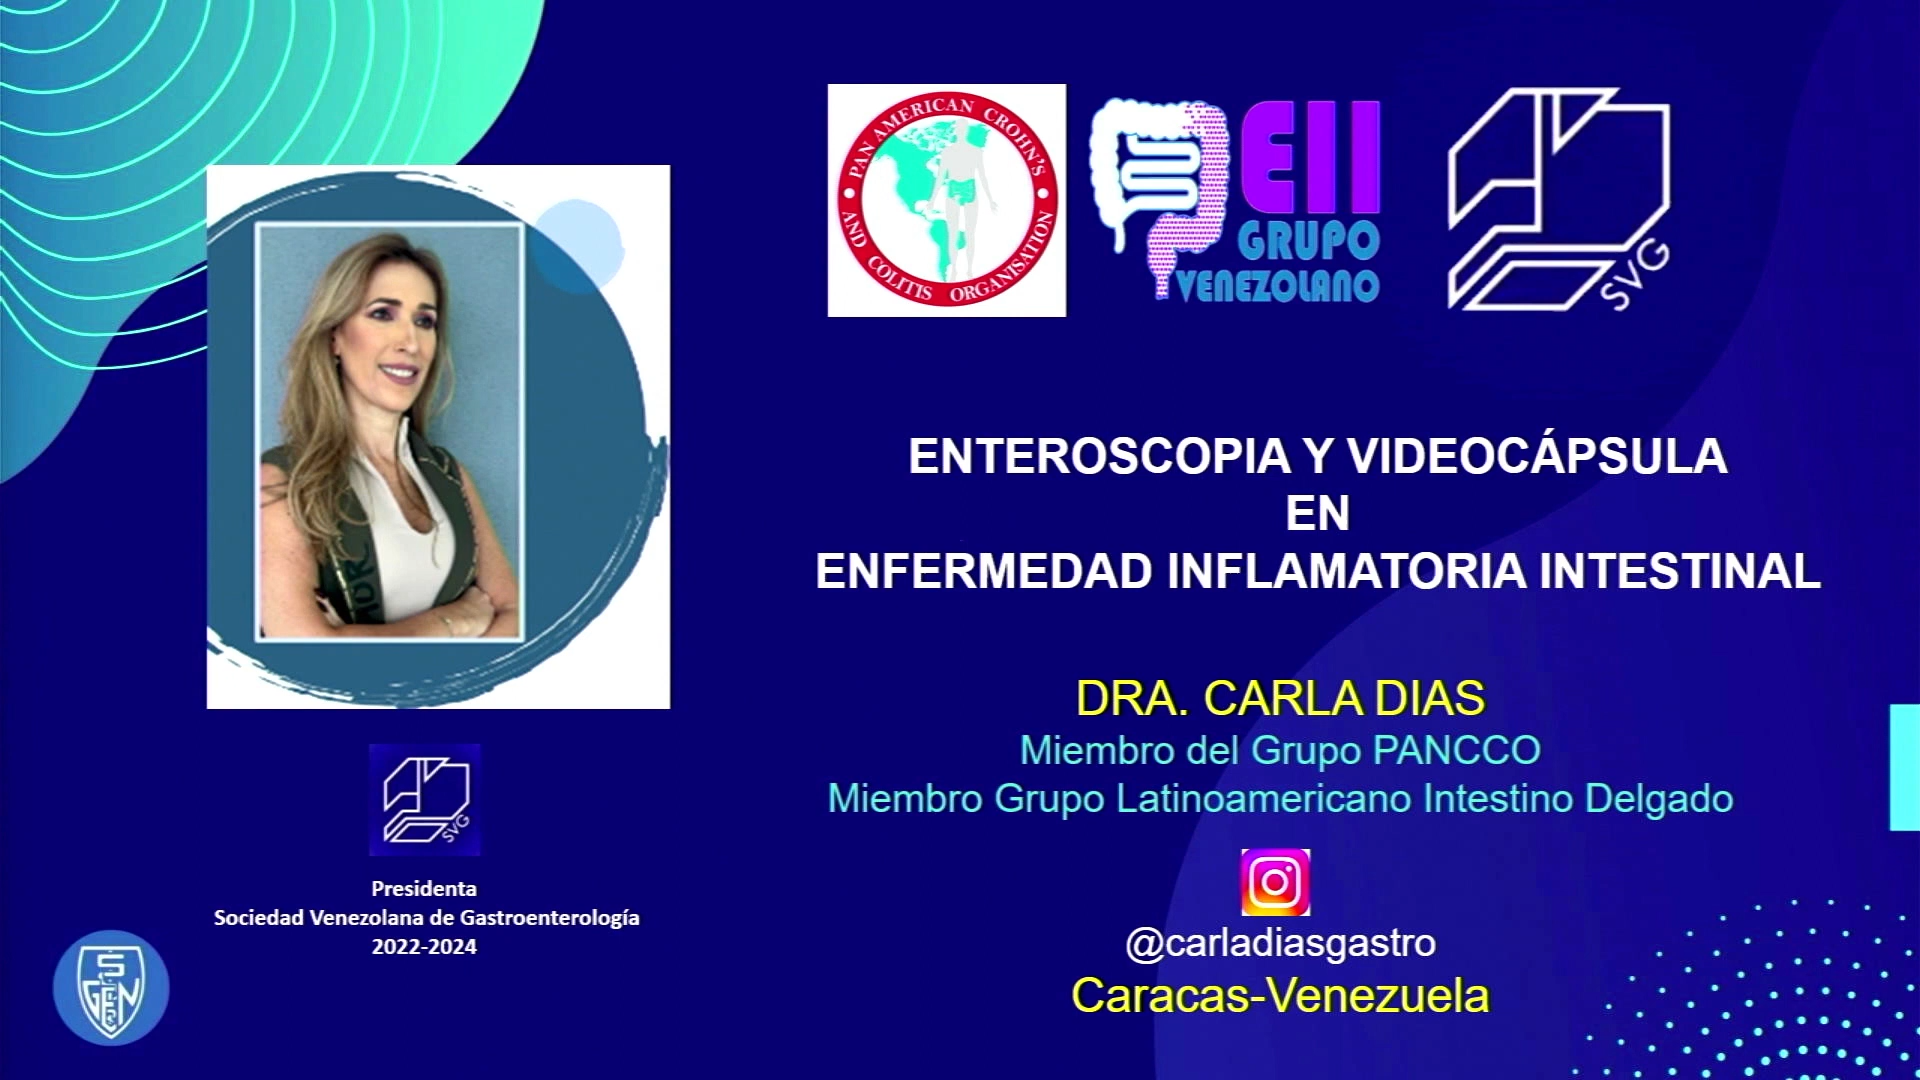 PAN AMERICAN CROHN'S
AND COLITIS ORGANISATION
EII
GRUPO
VENEZOLANO
SVG
ENTEROSCOPIA Y VIDEOCÁPSULA
EN
ENFERMEDAD INFLAMATORIA INTESTINAL
DRA. CARLA DIAS
Miembro del Grupo PANCCO
Miembro Grupo Latinoamericano Intestino Delgado
@carladiasgastro
Caracas-Venezuela
SVG
Presidenta
Sociedad Venezolana de Gastroenterología
2022-2024